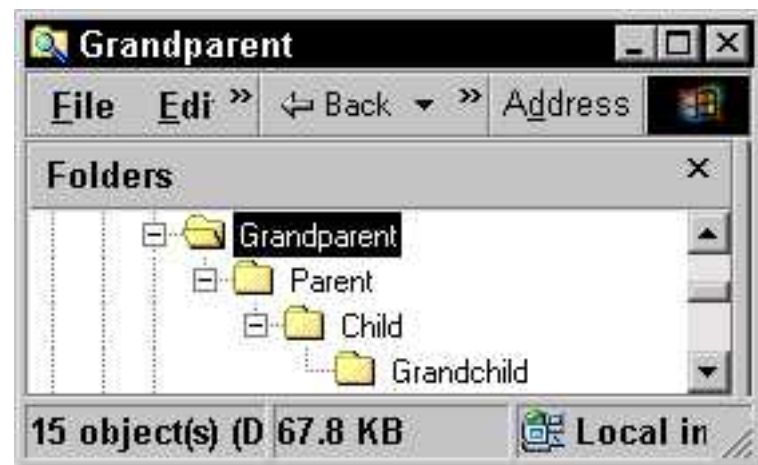 Grandparent
File Edi » Back » Address
Folders
Grandparent
Parent
Child
Grandchild
15 object(s) (D 67.8 KB Local in